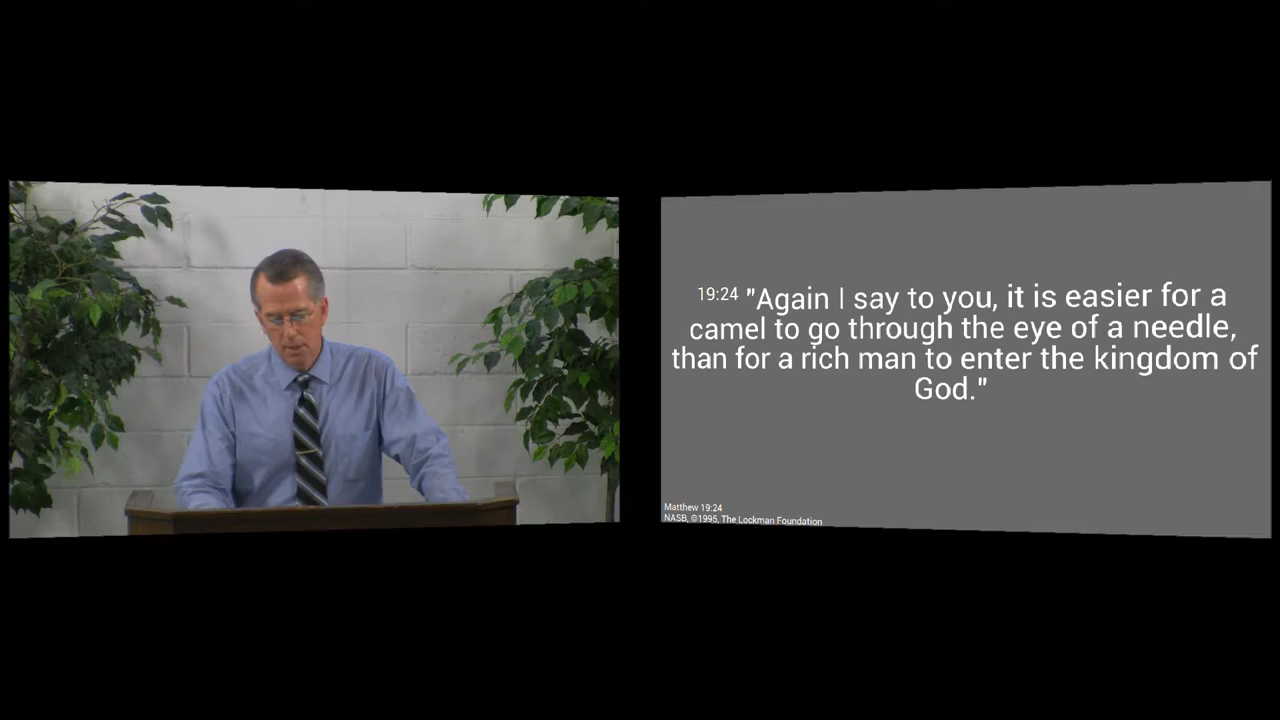 19:24 "Again I say to you, it is easier for a
camel to go through the eye of a needle,
than for a rich man to enter the kingdom of
God."
Matthew 19:24
NASB, ©1995, The Lockman Foundation